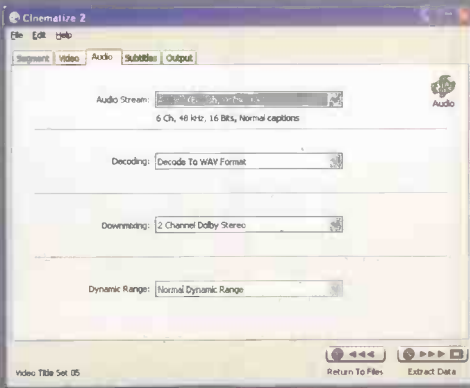 Cinematize 2
File Edit Help
Segment Video Audio Subtitles Output
Audio
Audio Stream:
6 Ch, 48 kHz, 16 Bits, Normal captions
Decoding: Decode To WAV Format
Downmixing: 2 Channel Dolby Stereo
Dynamic Range: Normal Dynamic Range
Video Title Set 05
Return To Files
Extract Data